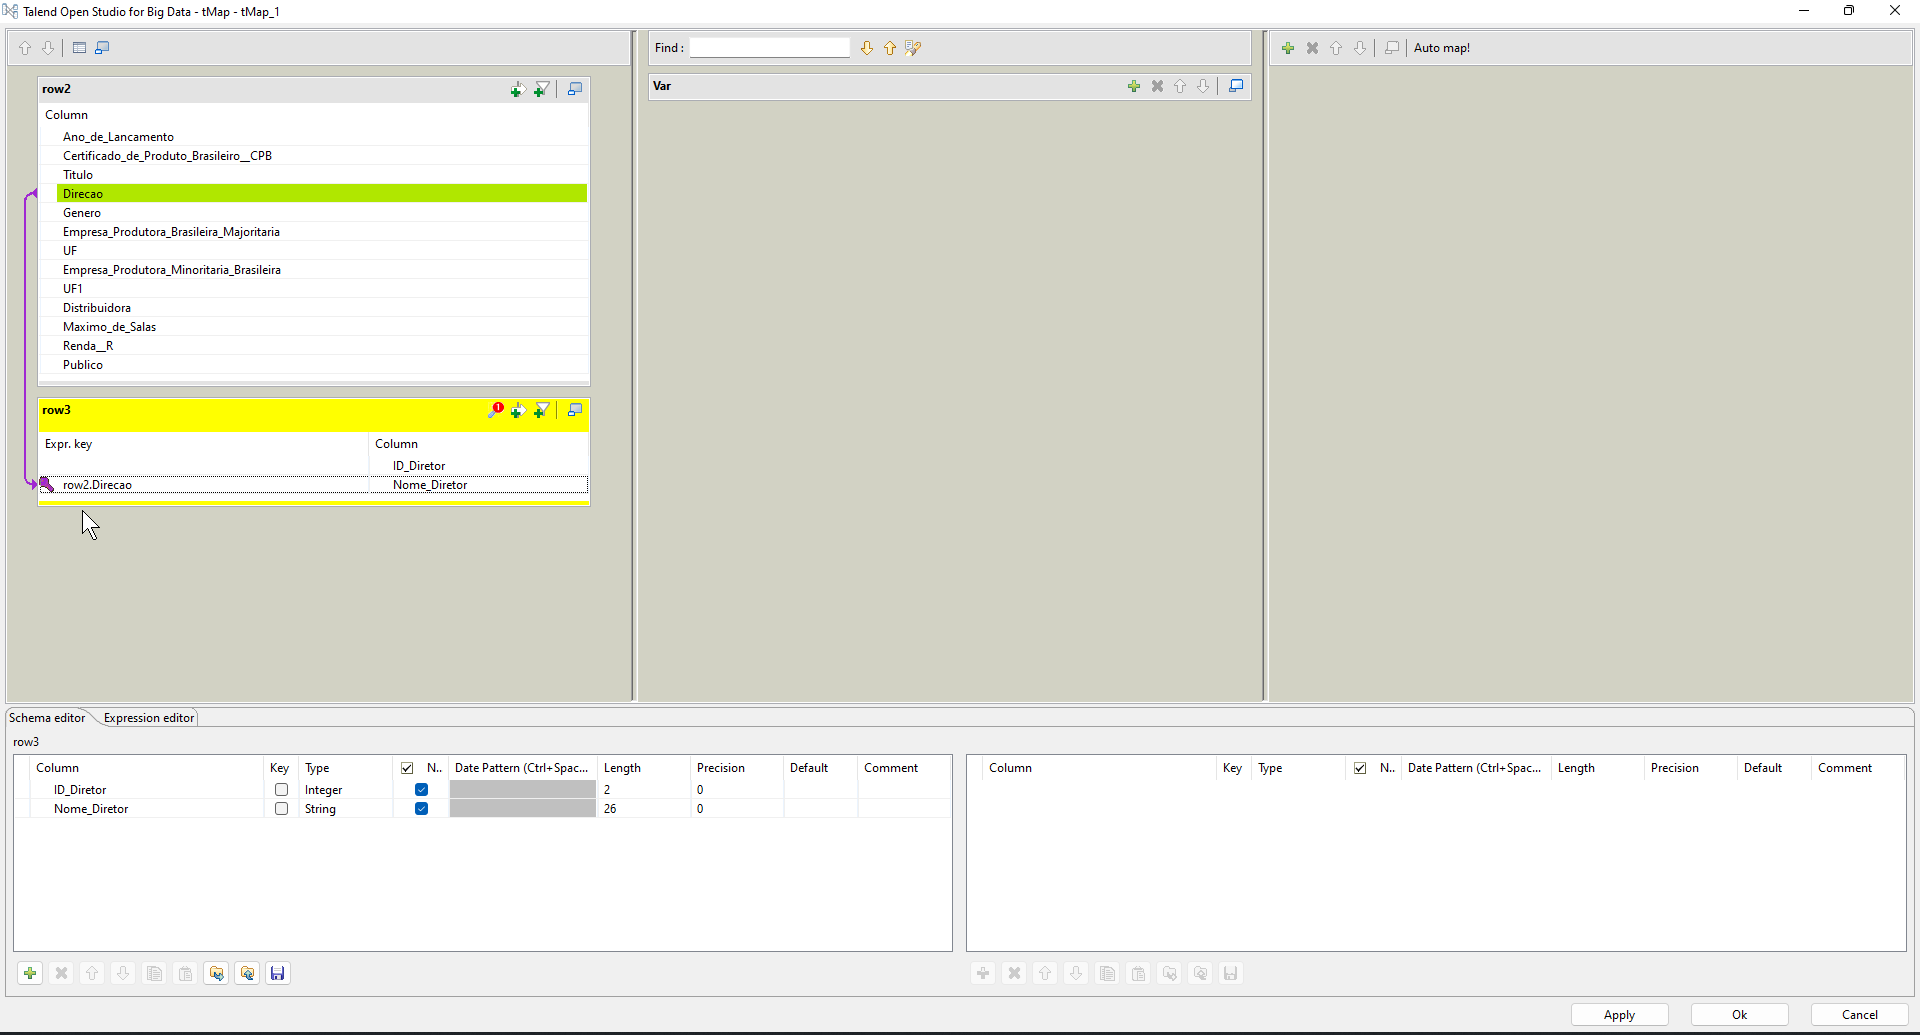 Talend Open Studio for Big Data - tMap - tMap_1
Find :
Auto map!
row2
Column
Ano_de_Lancamento
Certificado_de_Produto_Brasileiro__CPB
Titulo
Direcao
Genero
Empresa_Produtora_Brasileira_Majoritaria
UF
Empresa_Produtora_Minoritaria_Brasileira
UF1
Distribuidora
Maximo_de_Salas
Renda__R
Publico
row3
1
Expr. key Column
ID_Diretor
row2.Direcao Nome_Diretor
Var
Schema editor Expression editor
row3
Column Key Type N.. Date Pattern (Ctrl+Spac... Length Precision Default Comment
ID_Diretor Integer 2 0
Nome_Diretor String 26 0
Column Key Type N.. Date Pattern (Ctrl+Spac... Length Precision Default Comment
Apply Ok Cancel